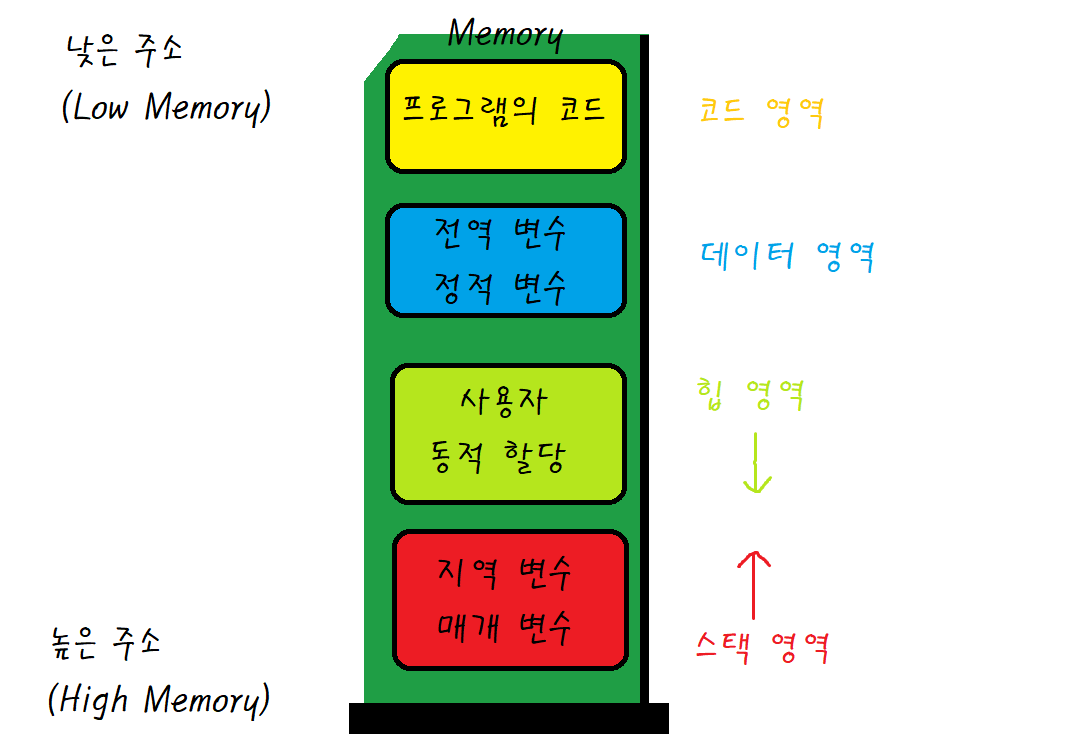 Memory
낮은 주소
(Low Memory)
프로그램의 코드
코드 영역
전역 변수
정적 변수
데이터 영역
사용자
동적 할당
힙 영역
지역 변수
매개 변수
스택 영역
높은 주소
(High Memory)